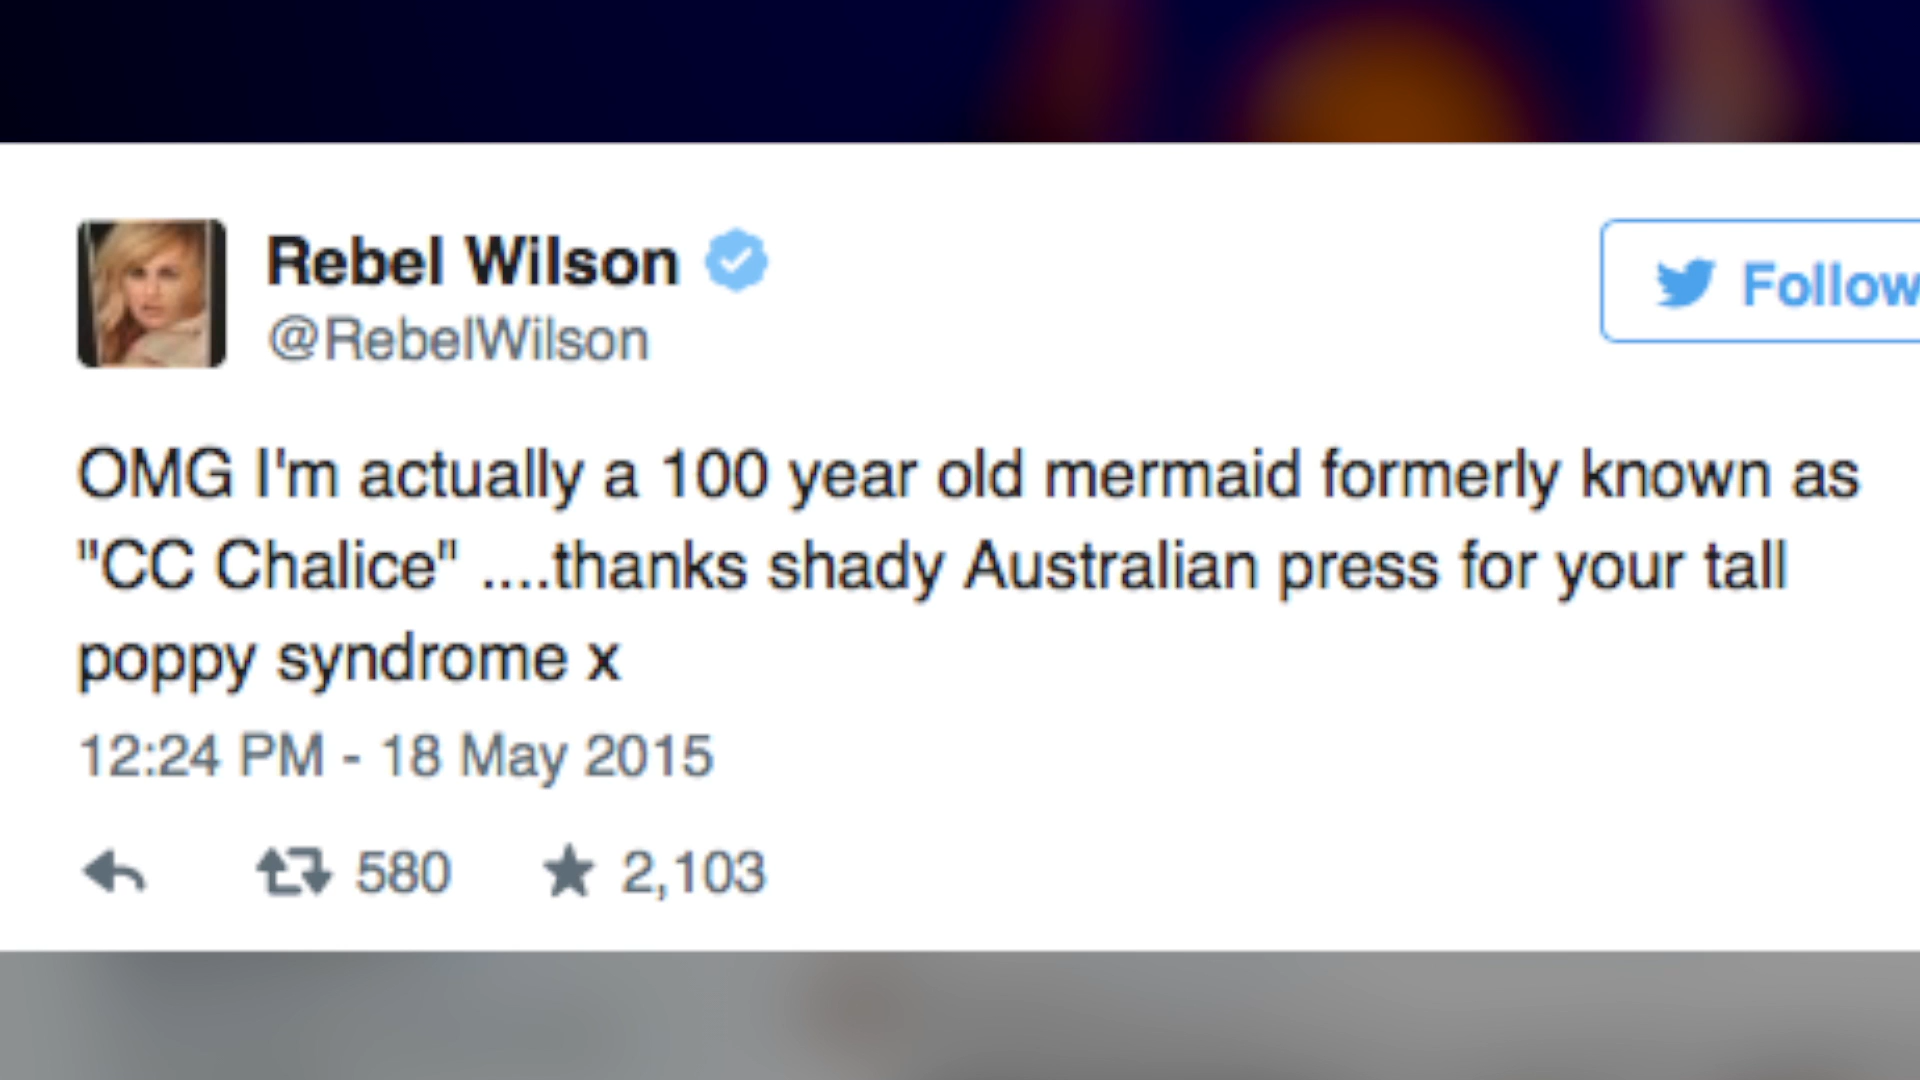 Rebel Wilson
@RebelWilson
Follow
OMG I'm actually a 100 year old mermaid formerly known as
"CC Chalice" ....thanks shady Australian press for your tall
poppy syndrome x
12:24 PM - 18 May 2015
580 2,103